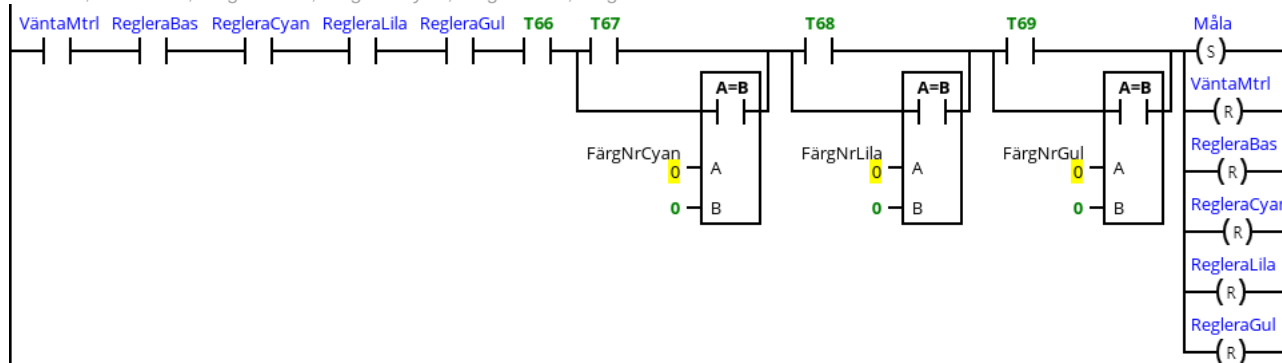 VäntaMtrl RegleraBas RegleraCyan RegleraLila RegleraGul T66 T67 T68 T69 Måla
S
A=B A=B A=B VäntaMtrl
R
FärgNrCyan FärgNrLila FärgNrGul RegleraBas
0 A 0 A 0 A R
0 B 0 B 0 B RegleraCyar
R
RegleraLila
R
RegleraGul
R